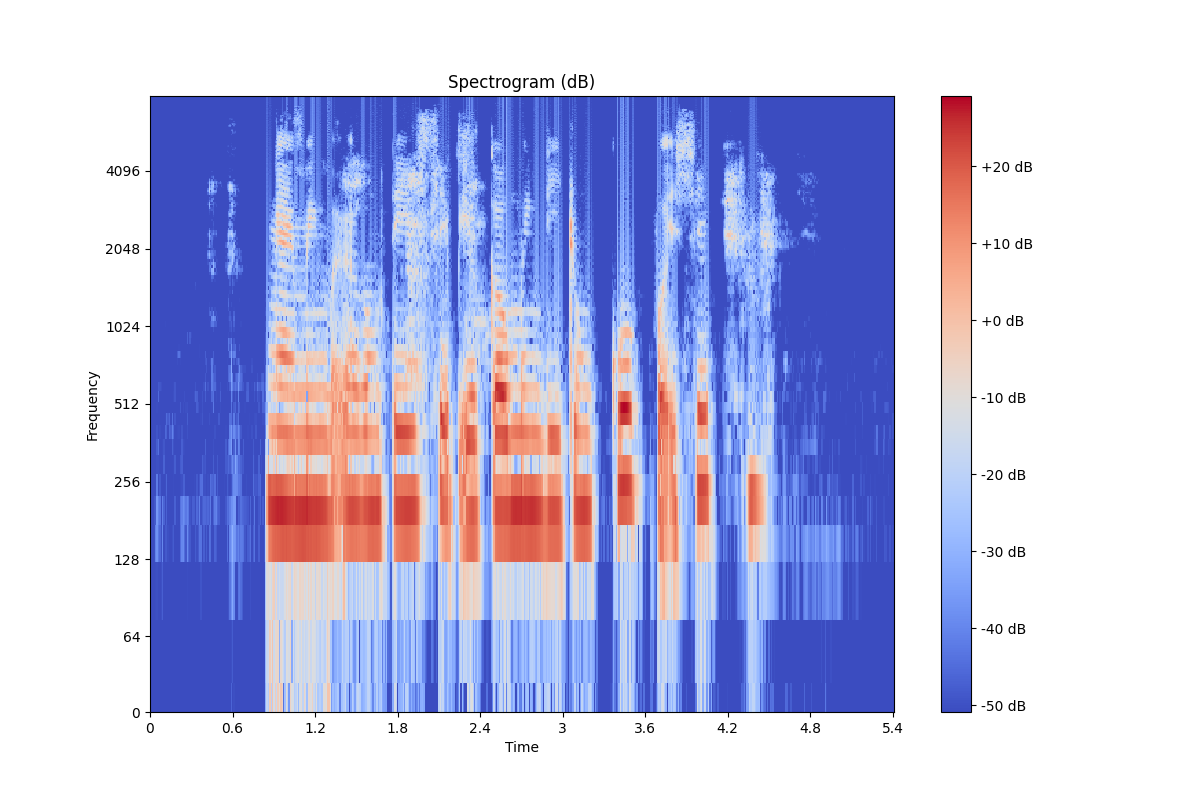 Spectrogram (dB)
4096
2048
1024
512
256
128
64
0
Frequency
0 0.6 1.2 1.8 2.4 3 3.6 4.2 4.8 5.4
Time
+20 dB
+10 dB
+0 dB
-10 dB
-20 dB
-30 dB
-40 dB
-50 dB